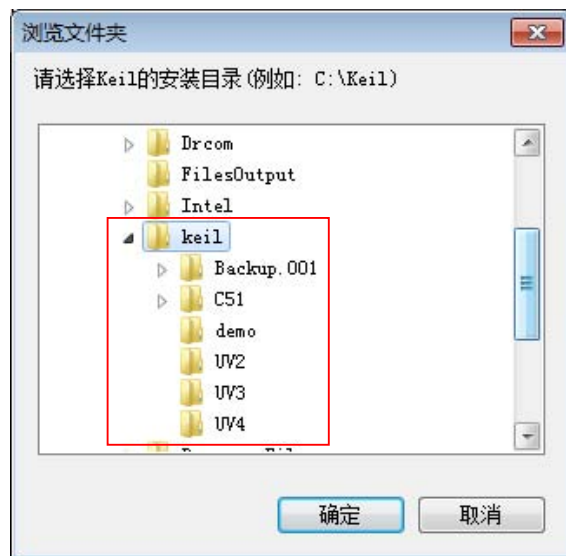 浏览文件夹
请选择Keil的安装目录(例如: C:\Keil)
Drcom
FilesOutput
Intel
keil
Backup.001
C51
demo
UV2
UV3
UV4
确定
取消